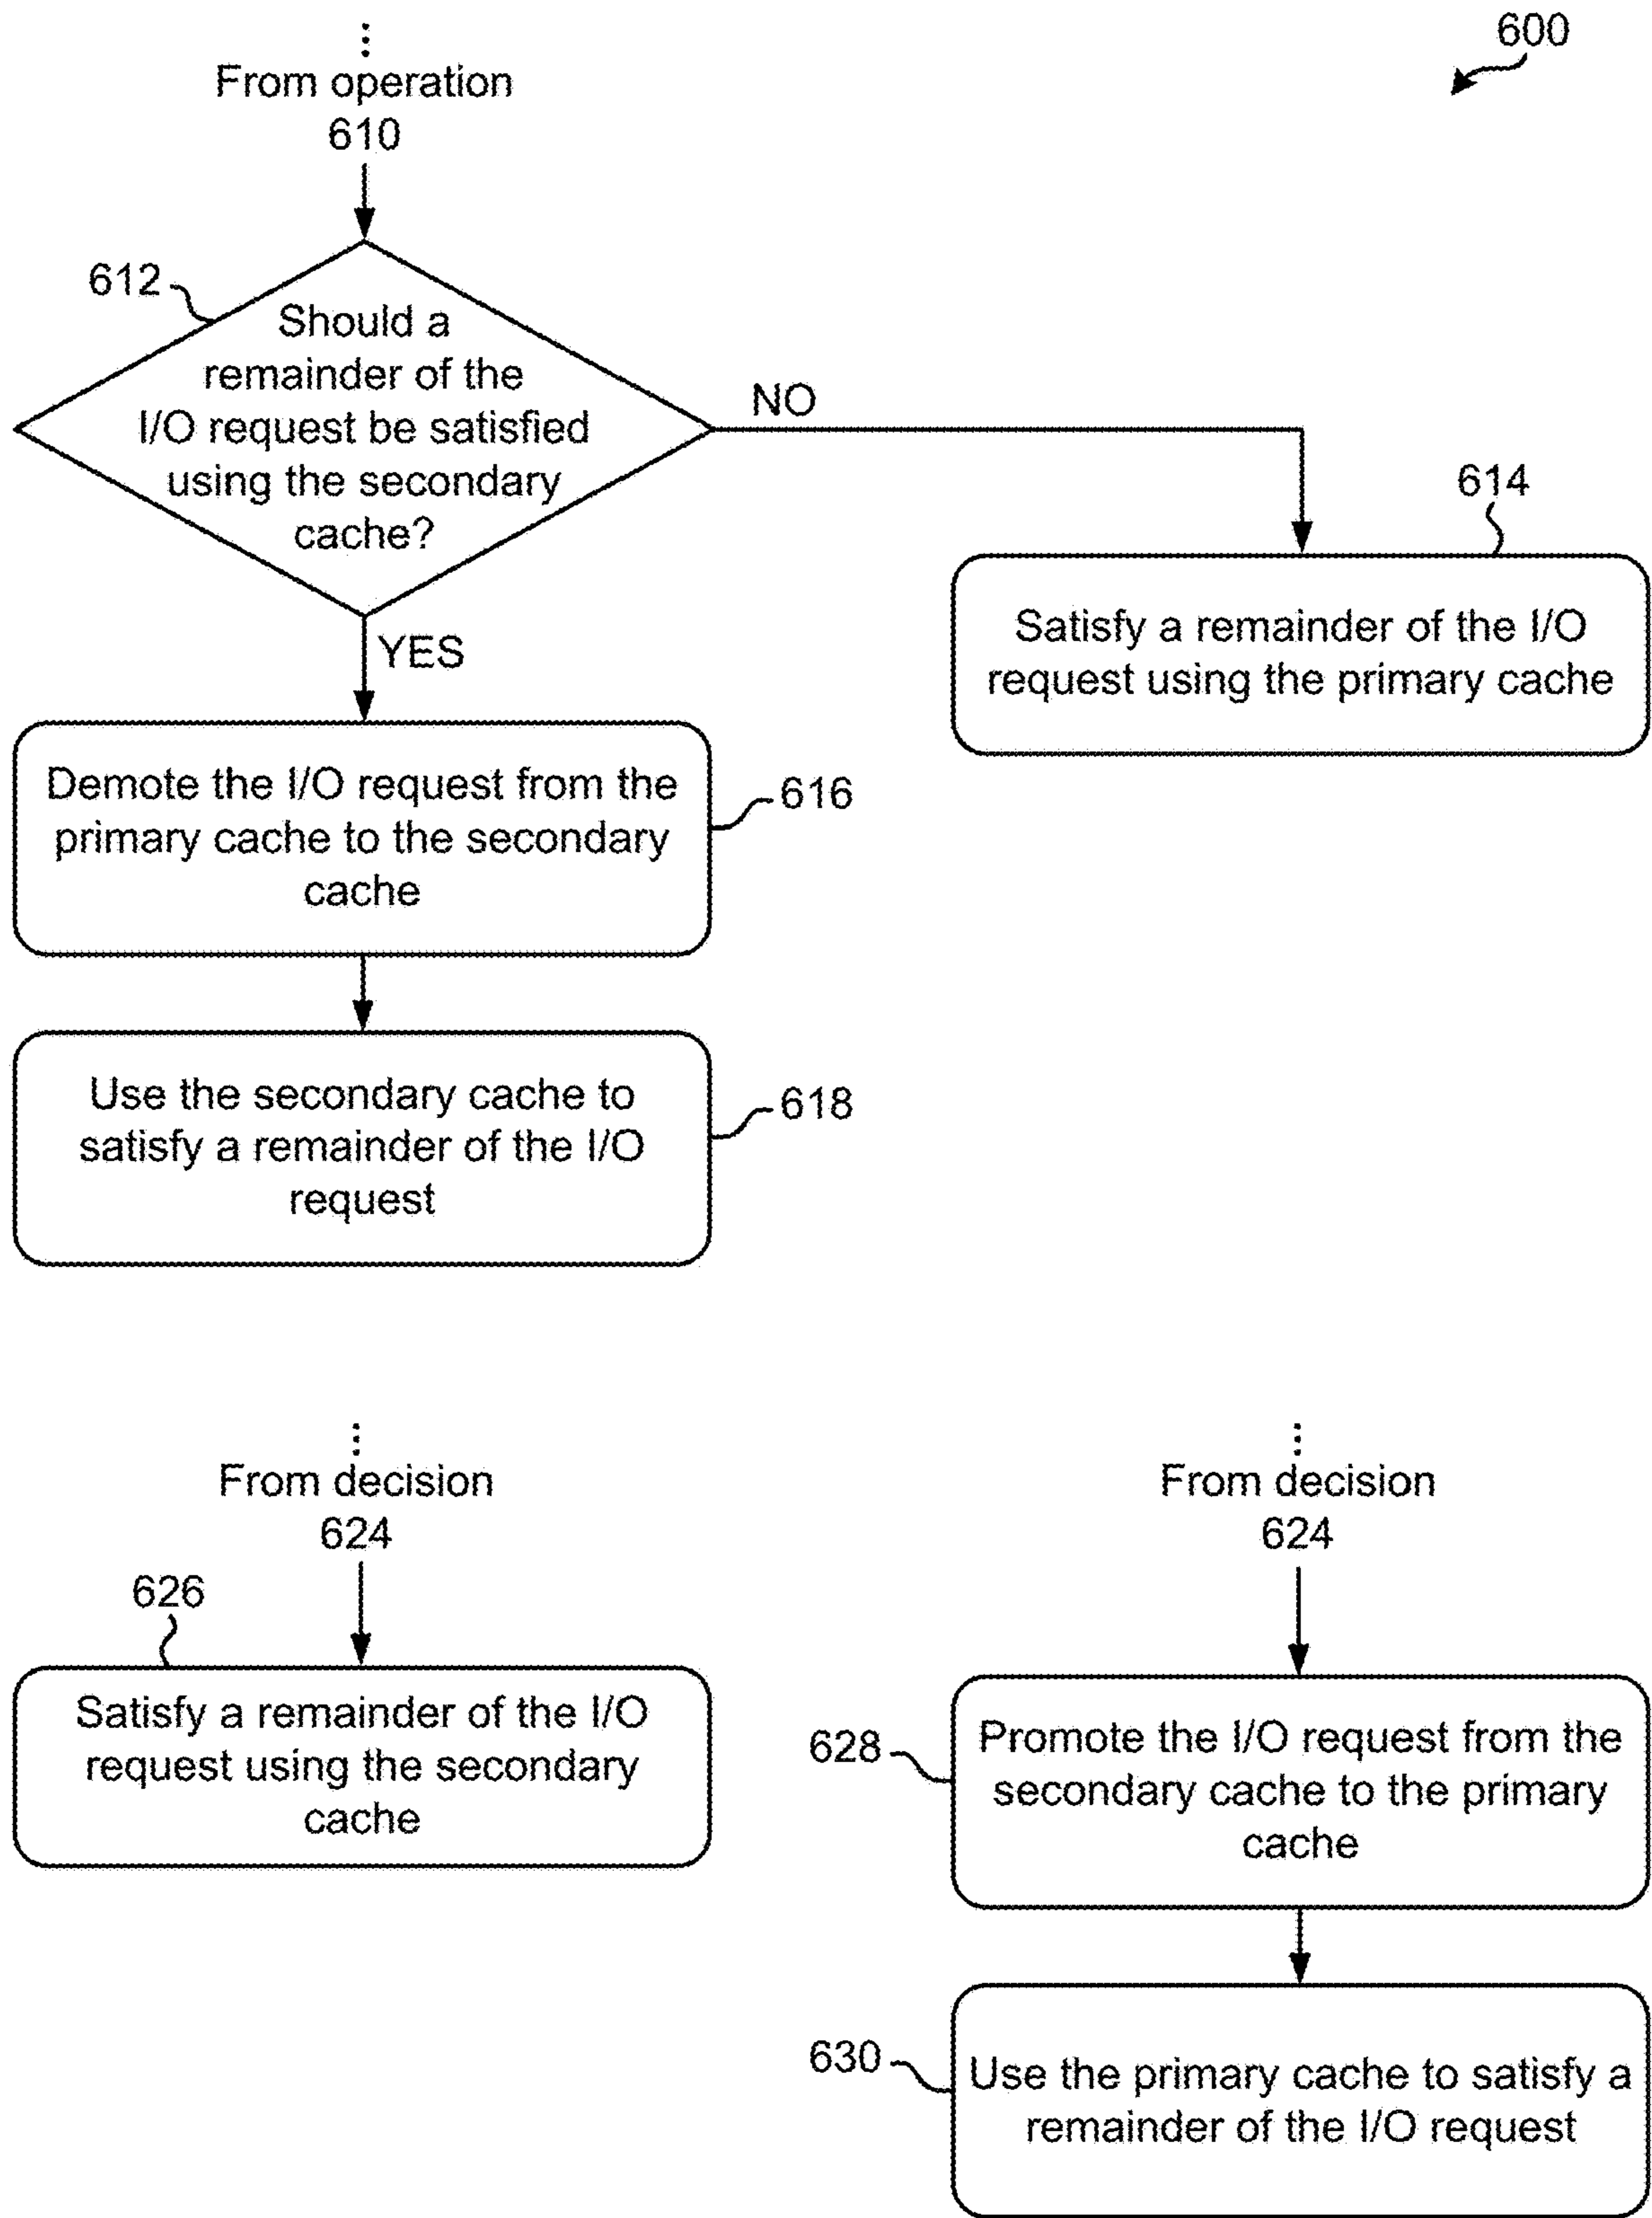 600
From operation
610
612
Should a
remainder of the
I/O request be satisfied
using the secondary
cache?
NO
YES
614
Satisfy a remainder of the I/O
request using the primary cache
Demote the I/O request from the
primary cache to the secondary
cache
616
Use the secondary cache to
satisfy a remainder of the I/O
request
618
From decision
624
626
Satisfy a remainder of the I/O
request using the secondary
cache
From decision
624
628
Promote the I/O request from the
secondary cache to the primary
cache
630
Use the primary cache to satisfy a
remainder of the I/O request